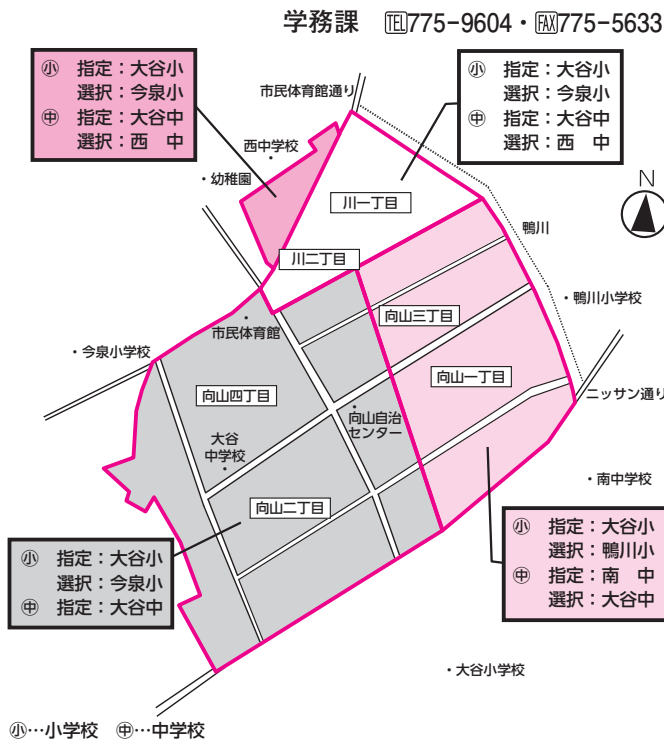 学務課 ℡775-9604・FAX775-5633
㋛ 指定：大谷小
選択：今泉小
㊥ 指定：大谷中
選択：西　中
市民体育館通り
㋛ 指定：大谷小
選択：今泉小
㊥ 指定：大谷中
選択：西　中
西中学校
・幼稚園
川一丁目
N
鴨川
川二丁目
・鴨川小学校
向山三丁目
市民体育館
・今泉小学校
向山一丁目
向山四丁目
ニッサン通り
向山自治
センター
大谷
中学校
・南中学校
向山二丁目
㋛ 指定：大谷小
選択：鴨川小
㊥ 指定：南　中
選択：大谷中
㋛ 指定：大谷小
選択：今泉小
㊥ 指定：大谷中
・大谷小学校
㋛…小学校 ㊥…中学校